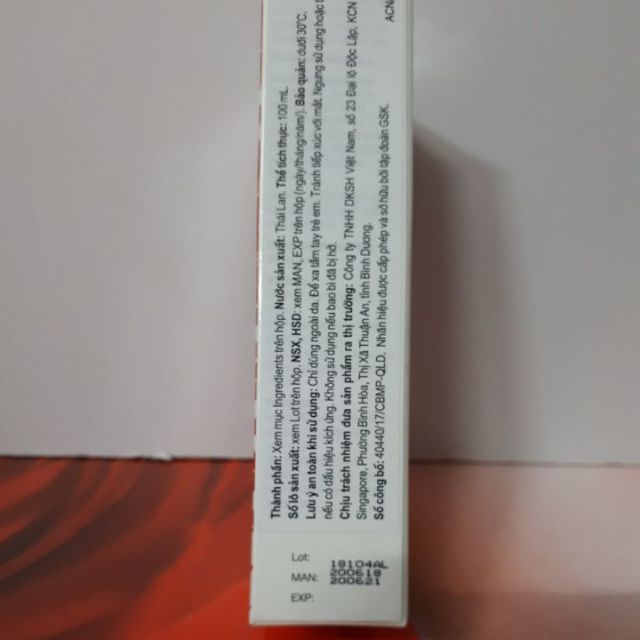 Thành phần: Xem mục Ingredients trên hộp. Nước sản xuất: Thái Lan. Thể tích thực: 100 mL.
Số lô sản xuất: xem Lot trên hộp. NSX, HSD: xem MAN, EXP trên hộp (ngày/tháng/năm/). Bảo quản: dưới 30°C.
Lưu ý an toàn khi sử dụng: Chỉ dùng ngoài da. Để xa tầm tay trẻ em. Tránh tiếp xúc với mắt. Ngưng sử dụng hoặc
nếu có dấu hiệu kích ứng. Không sử dụng nếu bao bì đã bị hở.
Chịu trách nhiệm đưa sản phẩm ra thị trường: Công ty TNHH DKSH Việt Nam, số 23 Đại lộ Độc Lập, KCN
Singapore, Phường Bình Hòa, Thị Xã Thuận An, tỉnh Bình Dương.
Số công bố: 40440/17/CBMP-QLD. Nhãn hiệu được cấp phép và sở hữu bởi tập đoàn GSK.
ACN
Lot: 18104AL
MAN: 200618
EXP: 200621